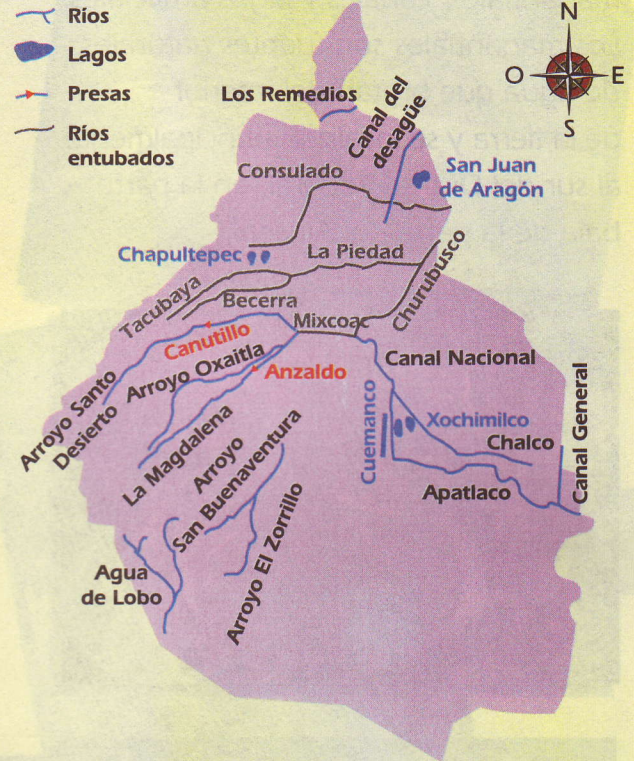 Ríos
Lagos
Presas
Ríos
entubados
N
O
E
S
Los Remedios
Canal del
desagüe
Consulado
San Juan
de Aragón
Chapultepec
La Piedad
Tacubaya
Becerra
Churubusco
Mixcoac
Canutillo
Arroyo Santo
Desierto
Arroyo Oxaitla
Anzaldo
Canal Nacional
La Magdalena
Cuemanco
Xochimilco
Chalco
Canal General
Apatlaco
Arroyo
San Buenaventura
Arroyo El Zorrillo
Agua
de Lobo